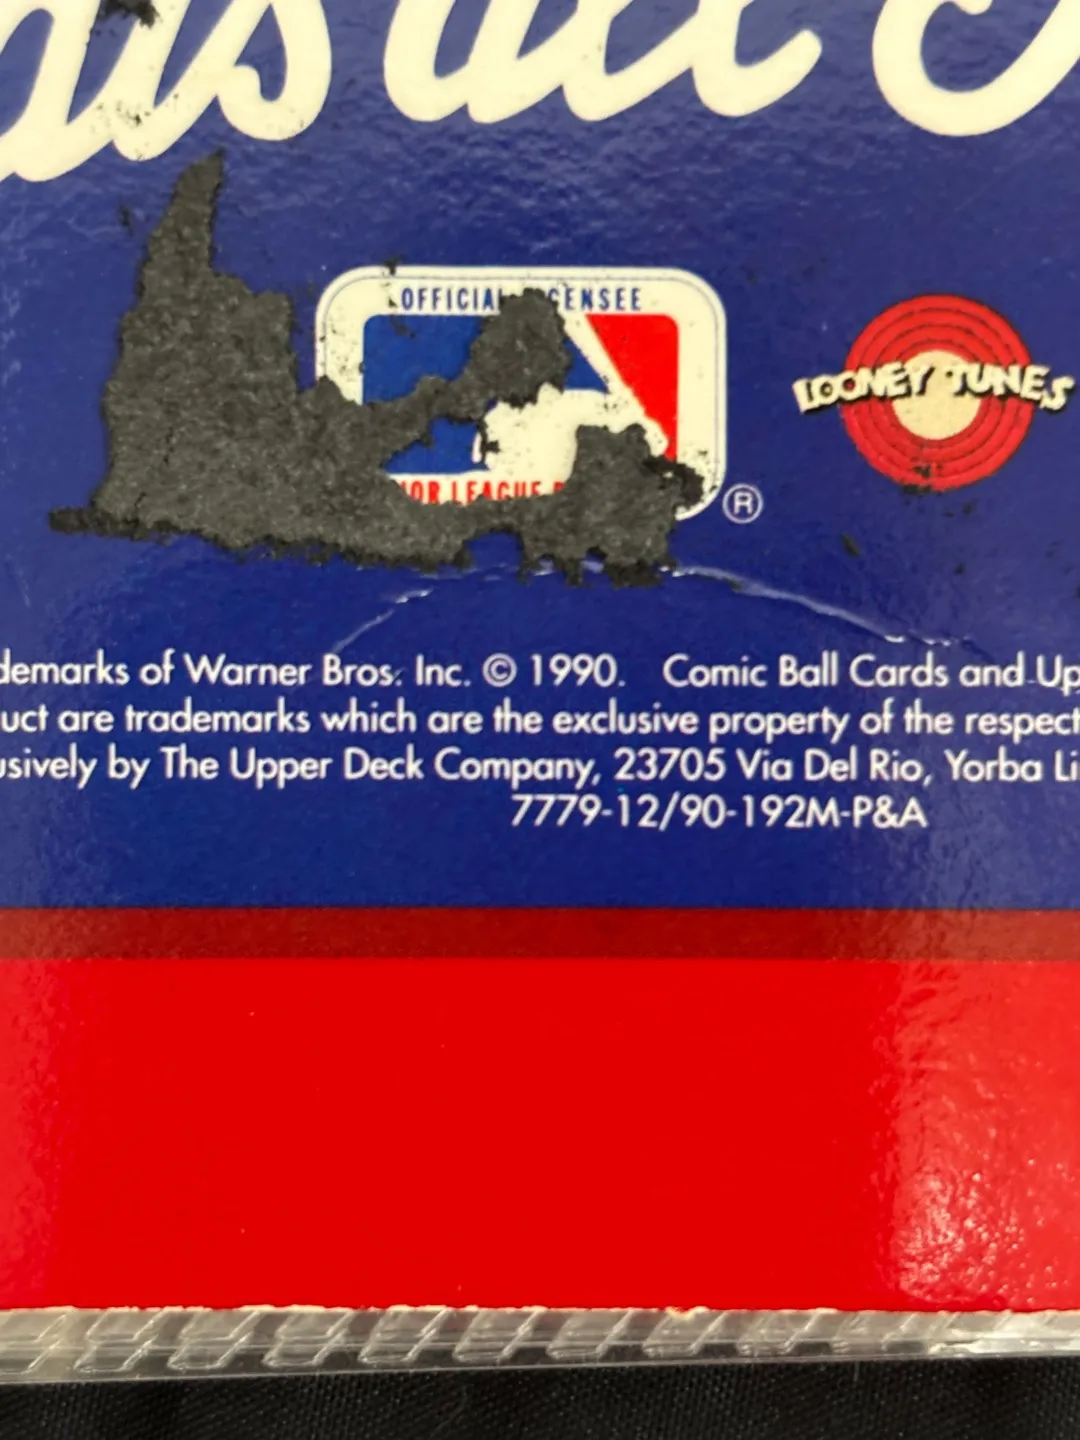 OFFICIAL
LEAGUE
®
LOONEY TUNES
demarks of Warner Bros. Inc. © 1990. Comic Ball Cards and Up
uct are trademarks which are the exclusive property of the respect
usively by The Upper Deck Company, 23705 Via Del Rio, Yorba Li
7779-12/90-192M-P&A